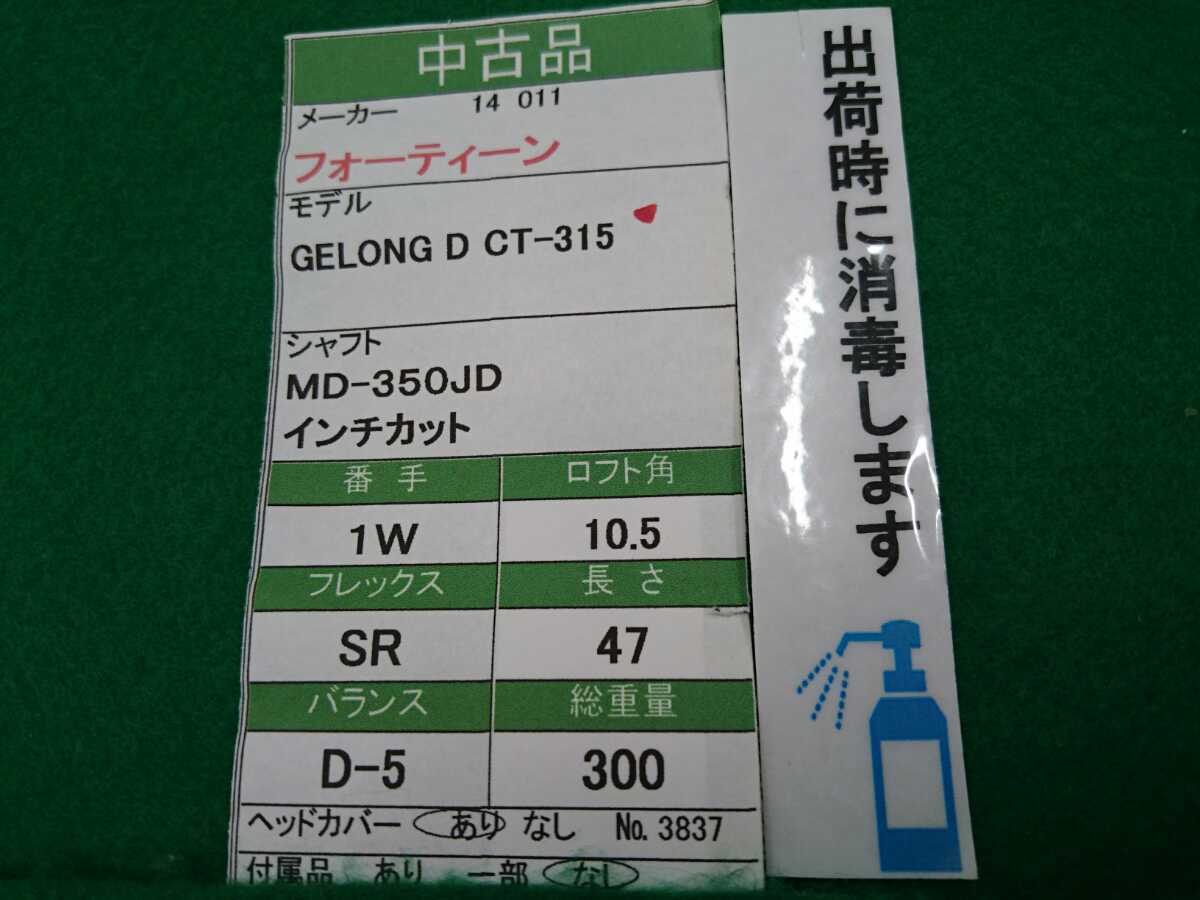 中古品
メーカー 14 011
フォーティーン
モデル
GELONG D CT-315
シャフト
MD-350JD
インチカット
番手 ロフト角
1W 10.5
フレックス 長さ
SR 47
バランス 総重量
D-5 300
ヘッドカバー あり なし No. 3837
付属品 あり 一部 なし
出荷時に消毒します